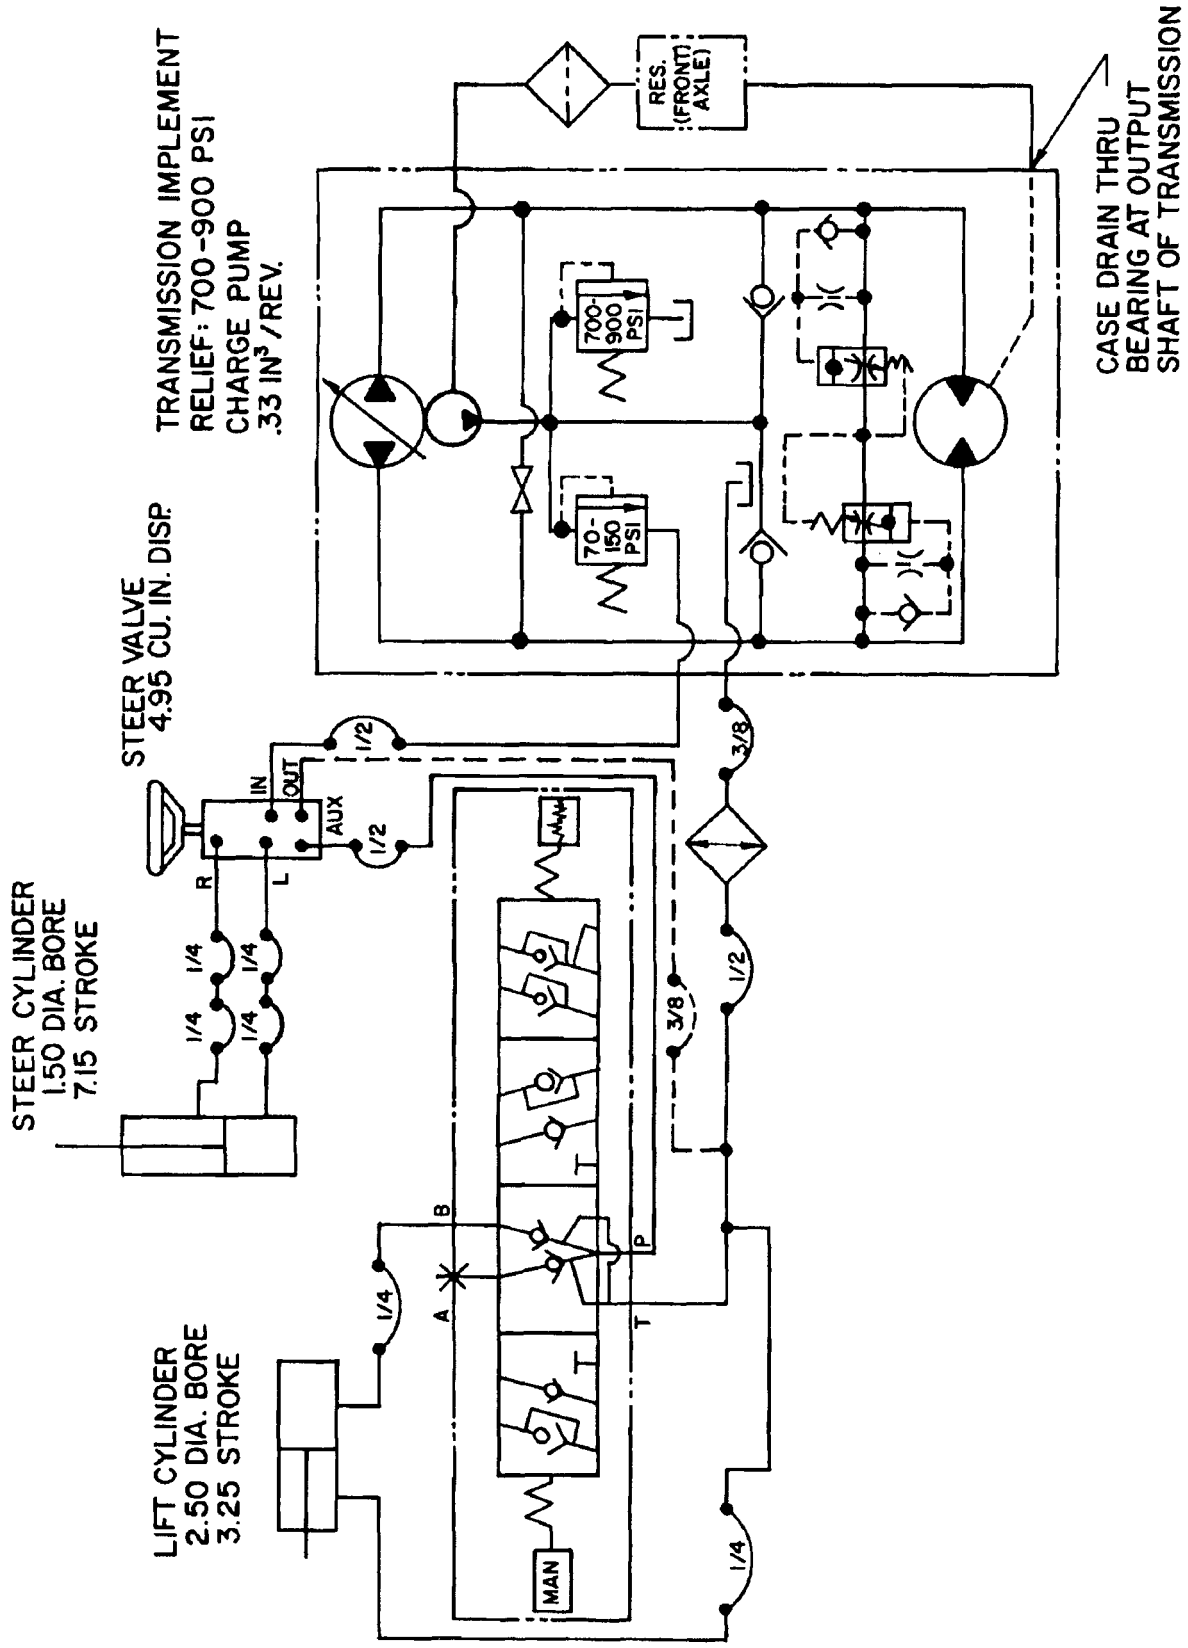 STEER CYLINDER
1.50 DIA. BORE
7.15 STROKE
STEER VALVE
4.95 CU. IN. DISP.
TRANSMISSION IMPLEMENT
RELIEF: 700-900 PSI
CHARGE PUMP
.33 IN³/REV.
LIFT CYLINDER
2.50 DIA. BORE
3.25 STROKE
R
L
IN
OUT
AUX
1/4
1/4
1/4
1/4
1/2
1/2
RES.
(FRONT)
AXLE)
70-
150
PSI
700-
900
PSI
1/4
A
B
T
P
T
T
MAN
3/8
1/2
3/8
1/4
CASE DRAIN THRU
BEARING AT OUTPUT
SHAFT OF TRANSMISSION